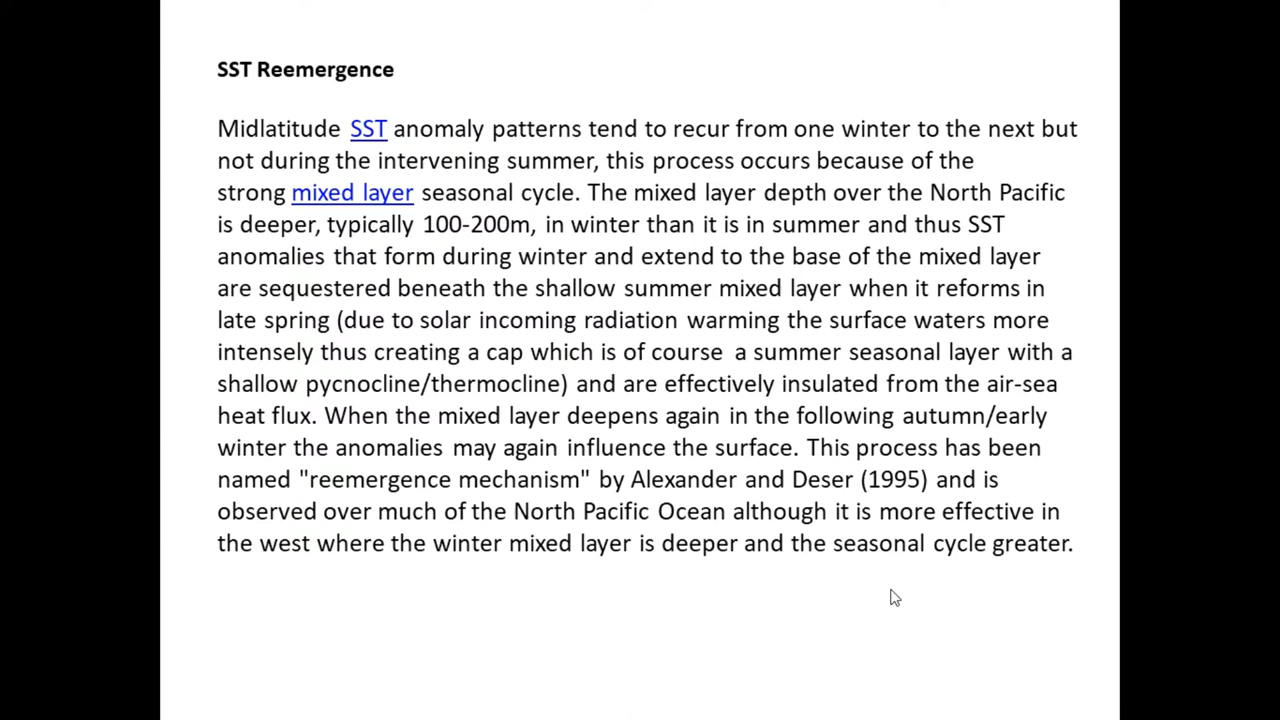 SST Reemergence
Midlatitude SST anomaly patterns tend to recur from one winter to the next but
not during the intervening summer, this process occurs because of the
strong mixed layer seasonal cycle. The mixed layer depth over the North Pacific
is deeper, typically 100-200m, in winter than it is in summer and thus SST
anomalies that form during winter and extend to the base of the mixed layer
are sequestered beneath the shallow summer mixed layer when it reforms in
late spring (due to solar incoming radiation warming the surface waters more
intensely thus creating a cap which is of course a summer seasonal layer with a
shallow pycnocline/thermocline) and are effectively insulated from the air-sea
heat flux. When the mixed layer deepens again in the following autumn/early
winter the anomalies may again influence the surface. This process has been
named "reemergence mechanism" by Alexander and Deser (1995) and is
observed over much of the North Pacific Ocean although it is more effective in
the west where the winter mixed layer is deeper and the seasonal cycle greater.